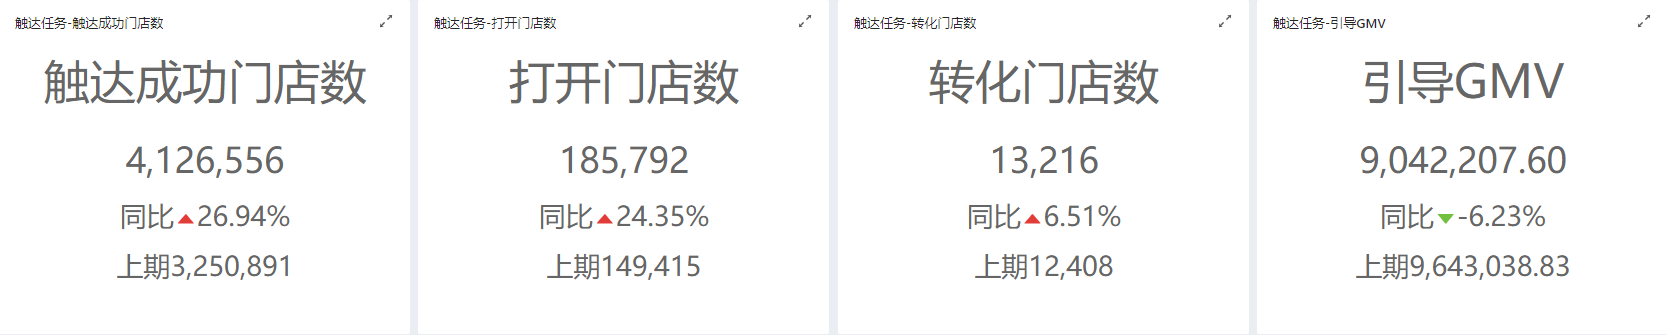 触达任务-触达成功门店数
触达成功门店数
4,126,556
同比▲26.94%
上期3,250,891
触达任务-打开门店数
打开门店数
185,792
同比▲24.35%
上期149,415
触达任务-转化门店数
转化门店数
13,216
同比▲6.51%
上期12,408
触达任务-引导GMV
引导GMV
9,042,207.60
同比▼-6.23%
上期9,643,038.83